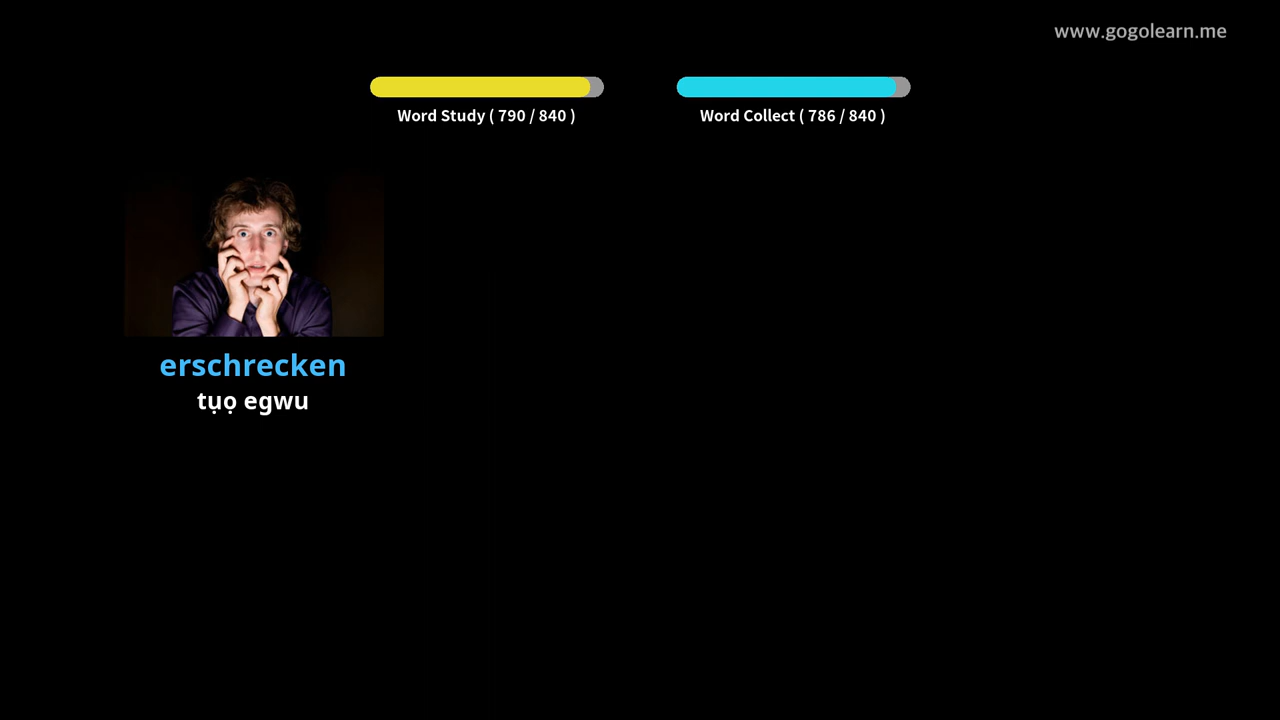 www.gogolearn.me
Word Study ( 790 / 840 )
Word Collect ( 786 / 840 )
erschrecken
tụọ egwu